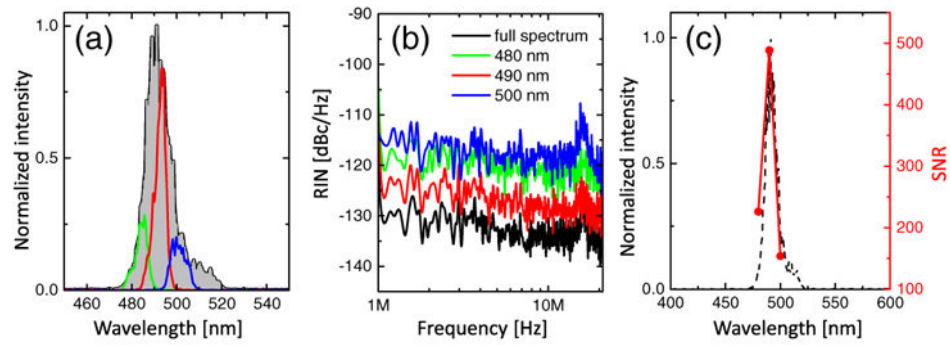 (a)
Normalized intensity
1.0
0.5
0.0
460 480 500 520 540
Wavelength [nm]
(b)
RIN [dBc/Hz]
-90
-100
-110
-120
-130
-140
full spectrum
480 nm
490 nm
500 nm
1M 10M
Frequency [Hz]
(c)
Normalized intensity
1.0
0.5
0.0
400 450 500 550 600
Wavelength [nm]
500
400
300
200
100
SNR